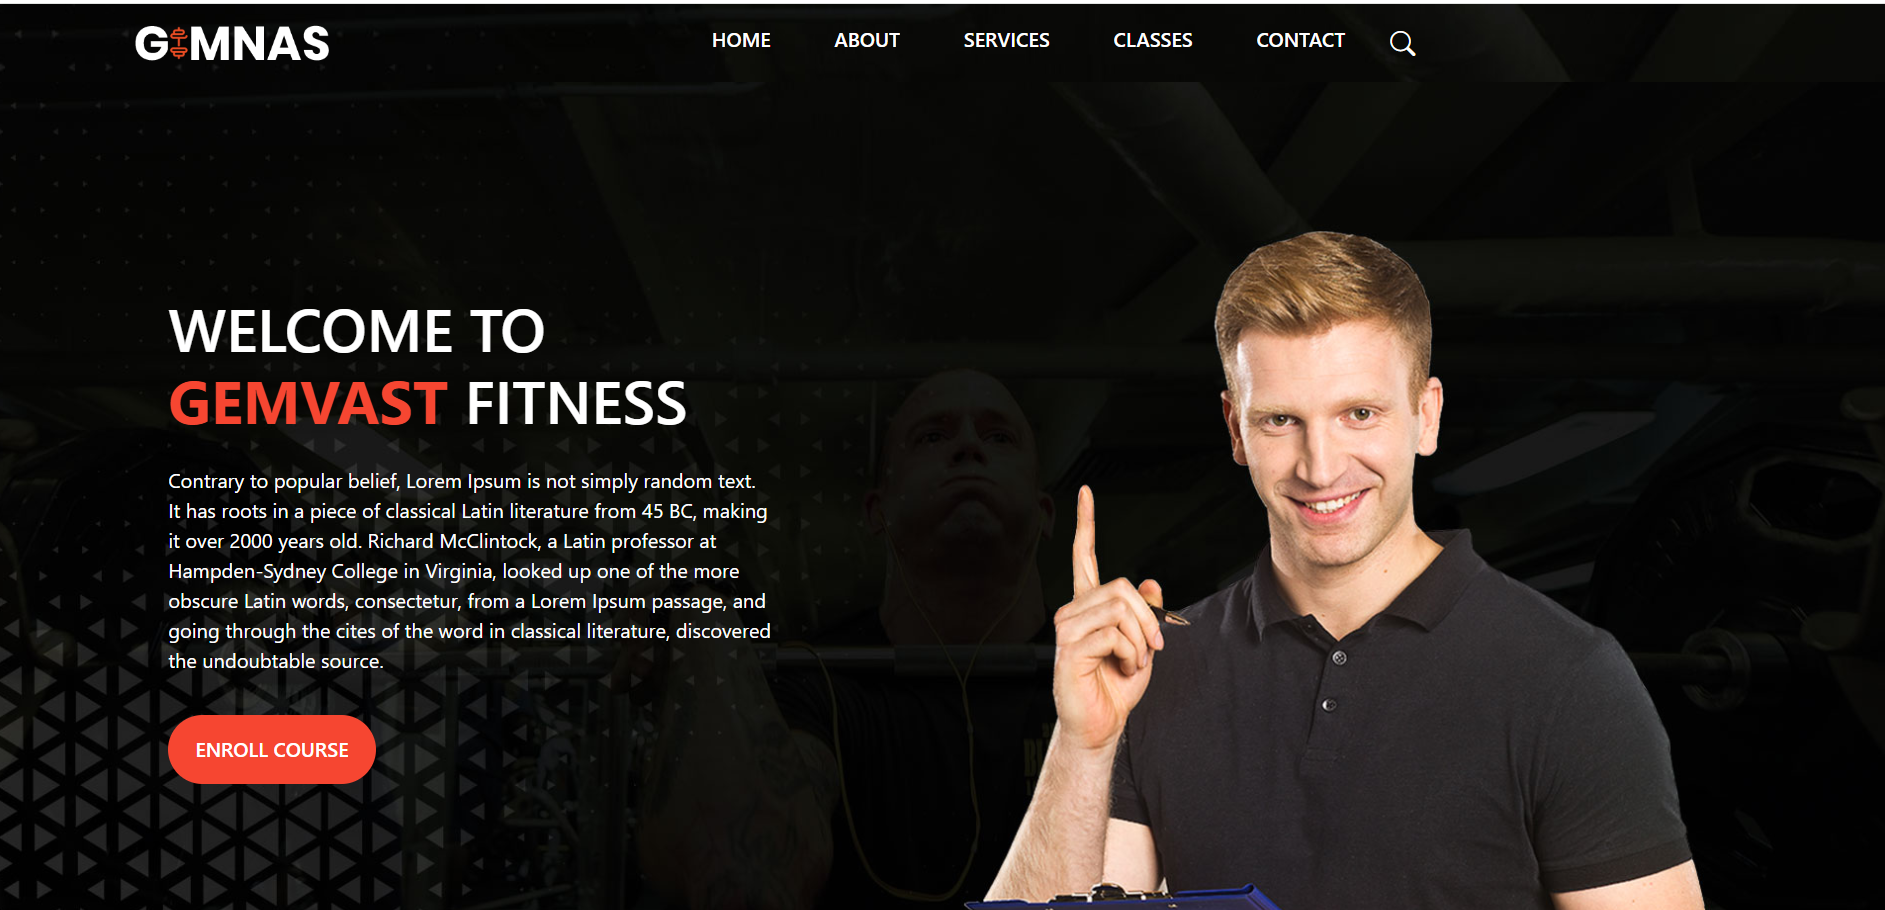 GIMNAS
HOME ABOUT SERVICES CLASSES CONTACT
WELCOME TO
GEMVAST FITNESS
Contrary to popular belief, Lorem Ipsum is not simply random text.
It has roots in a piece of classical Latin literature from 45 BC, making
it over 2000 years old. Richard McClintock, a Latin professor at
Hampden-Sydney College in Virginia, looked up one of the more
obscure Latin words, consectetur, from a Lorem Ipsum passage, and
going through the cites of the word in classical literature, discovered
the undoubtable source.
ENROLL COURSE